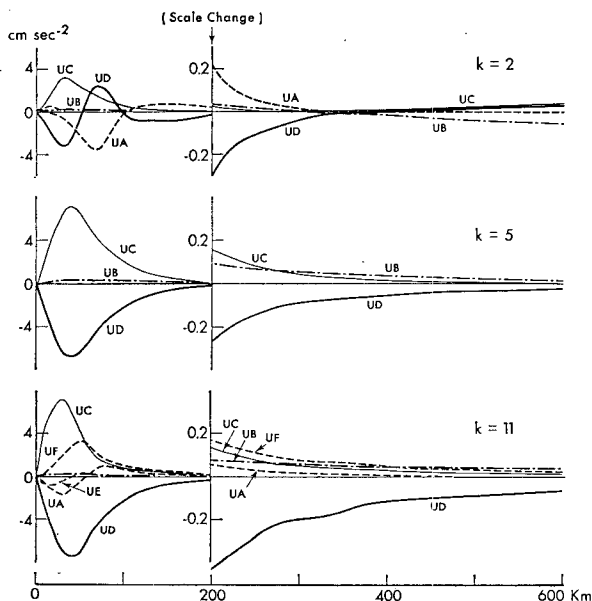 ( Scale Change )
cm sec-2
4
0
-4
UC
UD
UB
UA
0.2
0
-0.2
UA
UD
UC
UB
k = 2
4
0
-4
UC
UB
UD
0.2
0
-0.2
UC
UB
UD
k = 5
4
0
-4
UC
UF
UE
UA
UD
0.2
0
-0.2
UC
UB
UF
UA
UD
k = 11
0
200
400
600 Km